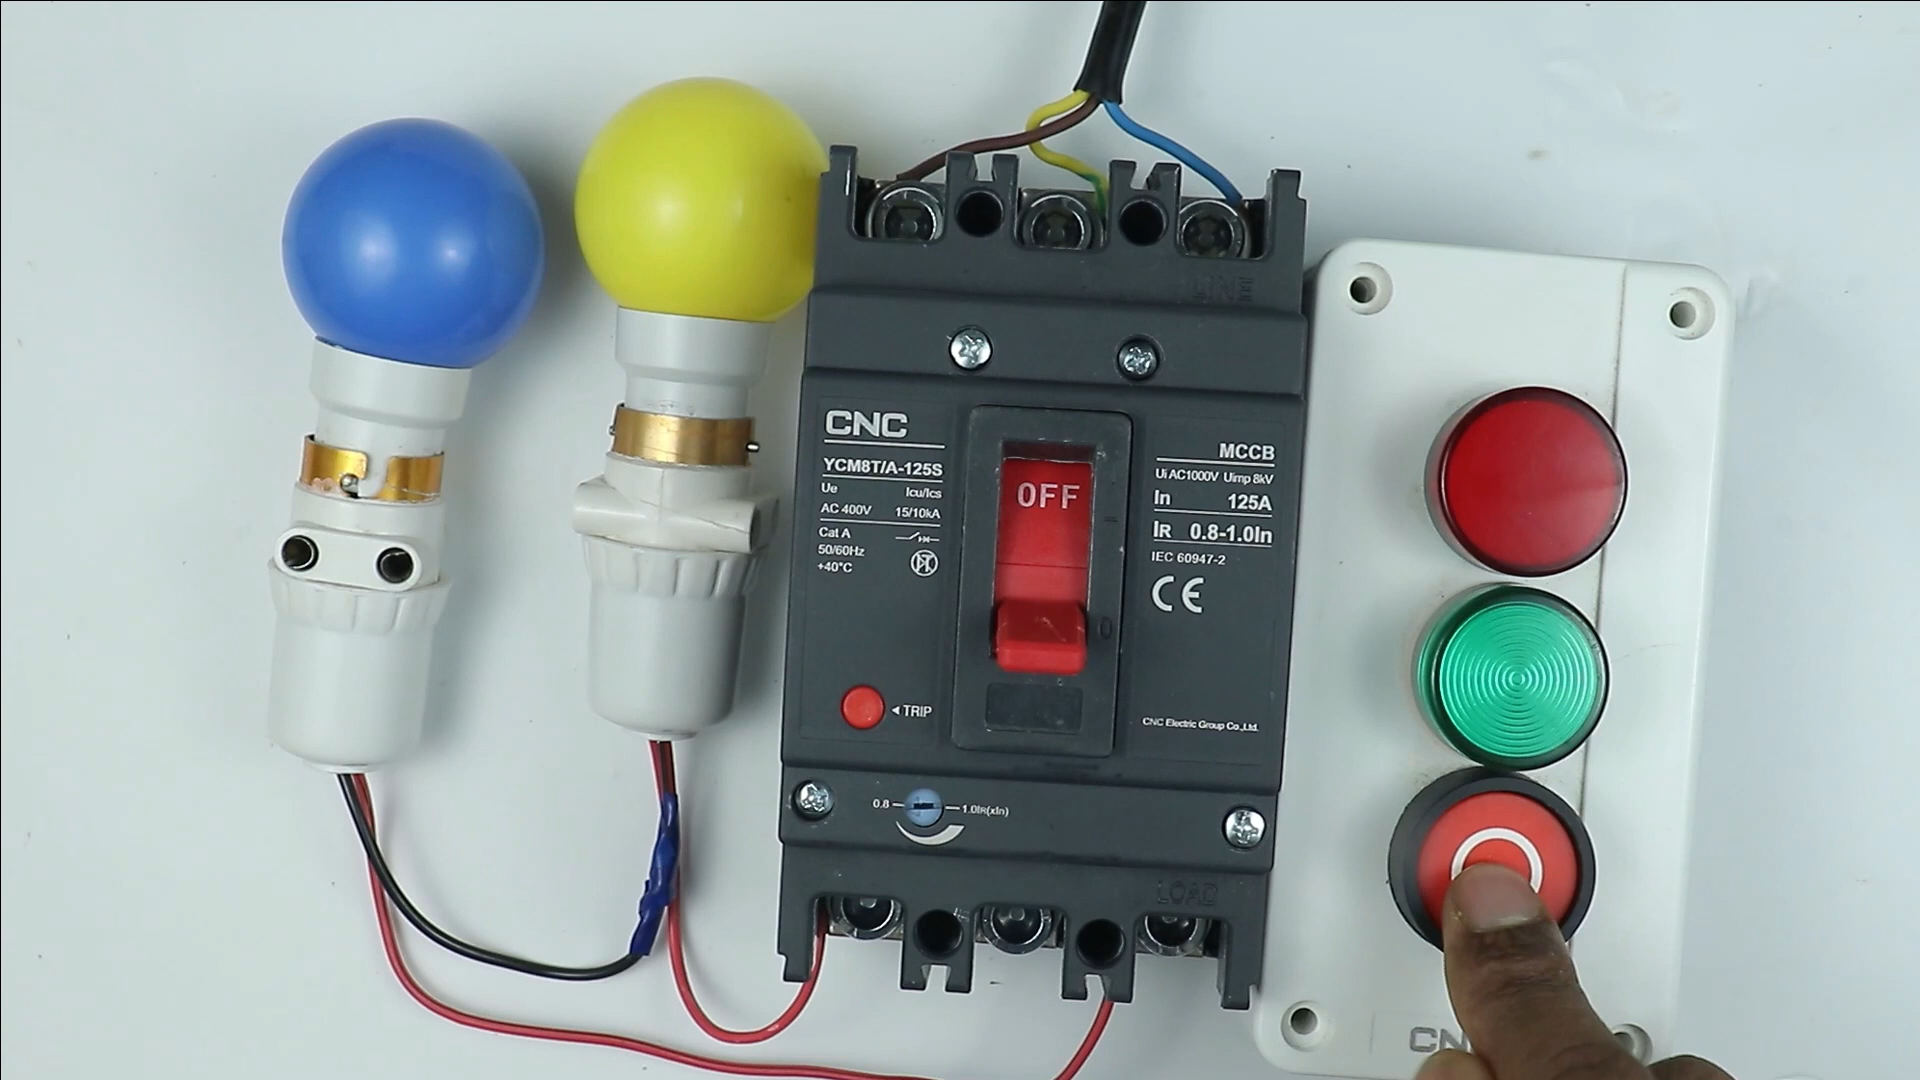 LINE
CNC
YCM8T/A-125S
Ue Icu/Ics
AC 400V 15/10kA
Cat A
50/60Hz
+40°C
OFF
O
MCCB
Ui AC1000V Uimp 8kV
In 125A
IR 0.8-1.0In
IEC 60947-2
CE
◄ TRIP
CNC Electric Group Co.,Ltd.
0.8 1.0IR(xIn)
LOAD
CN